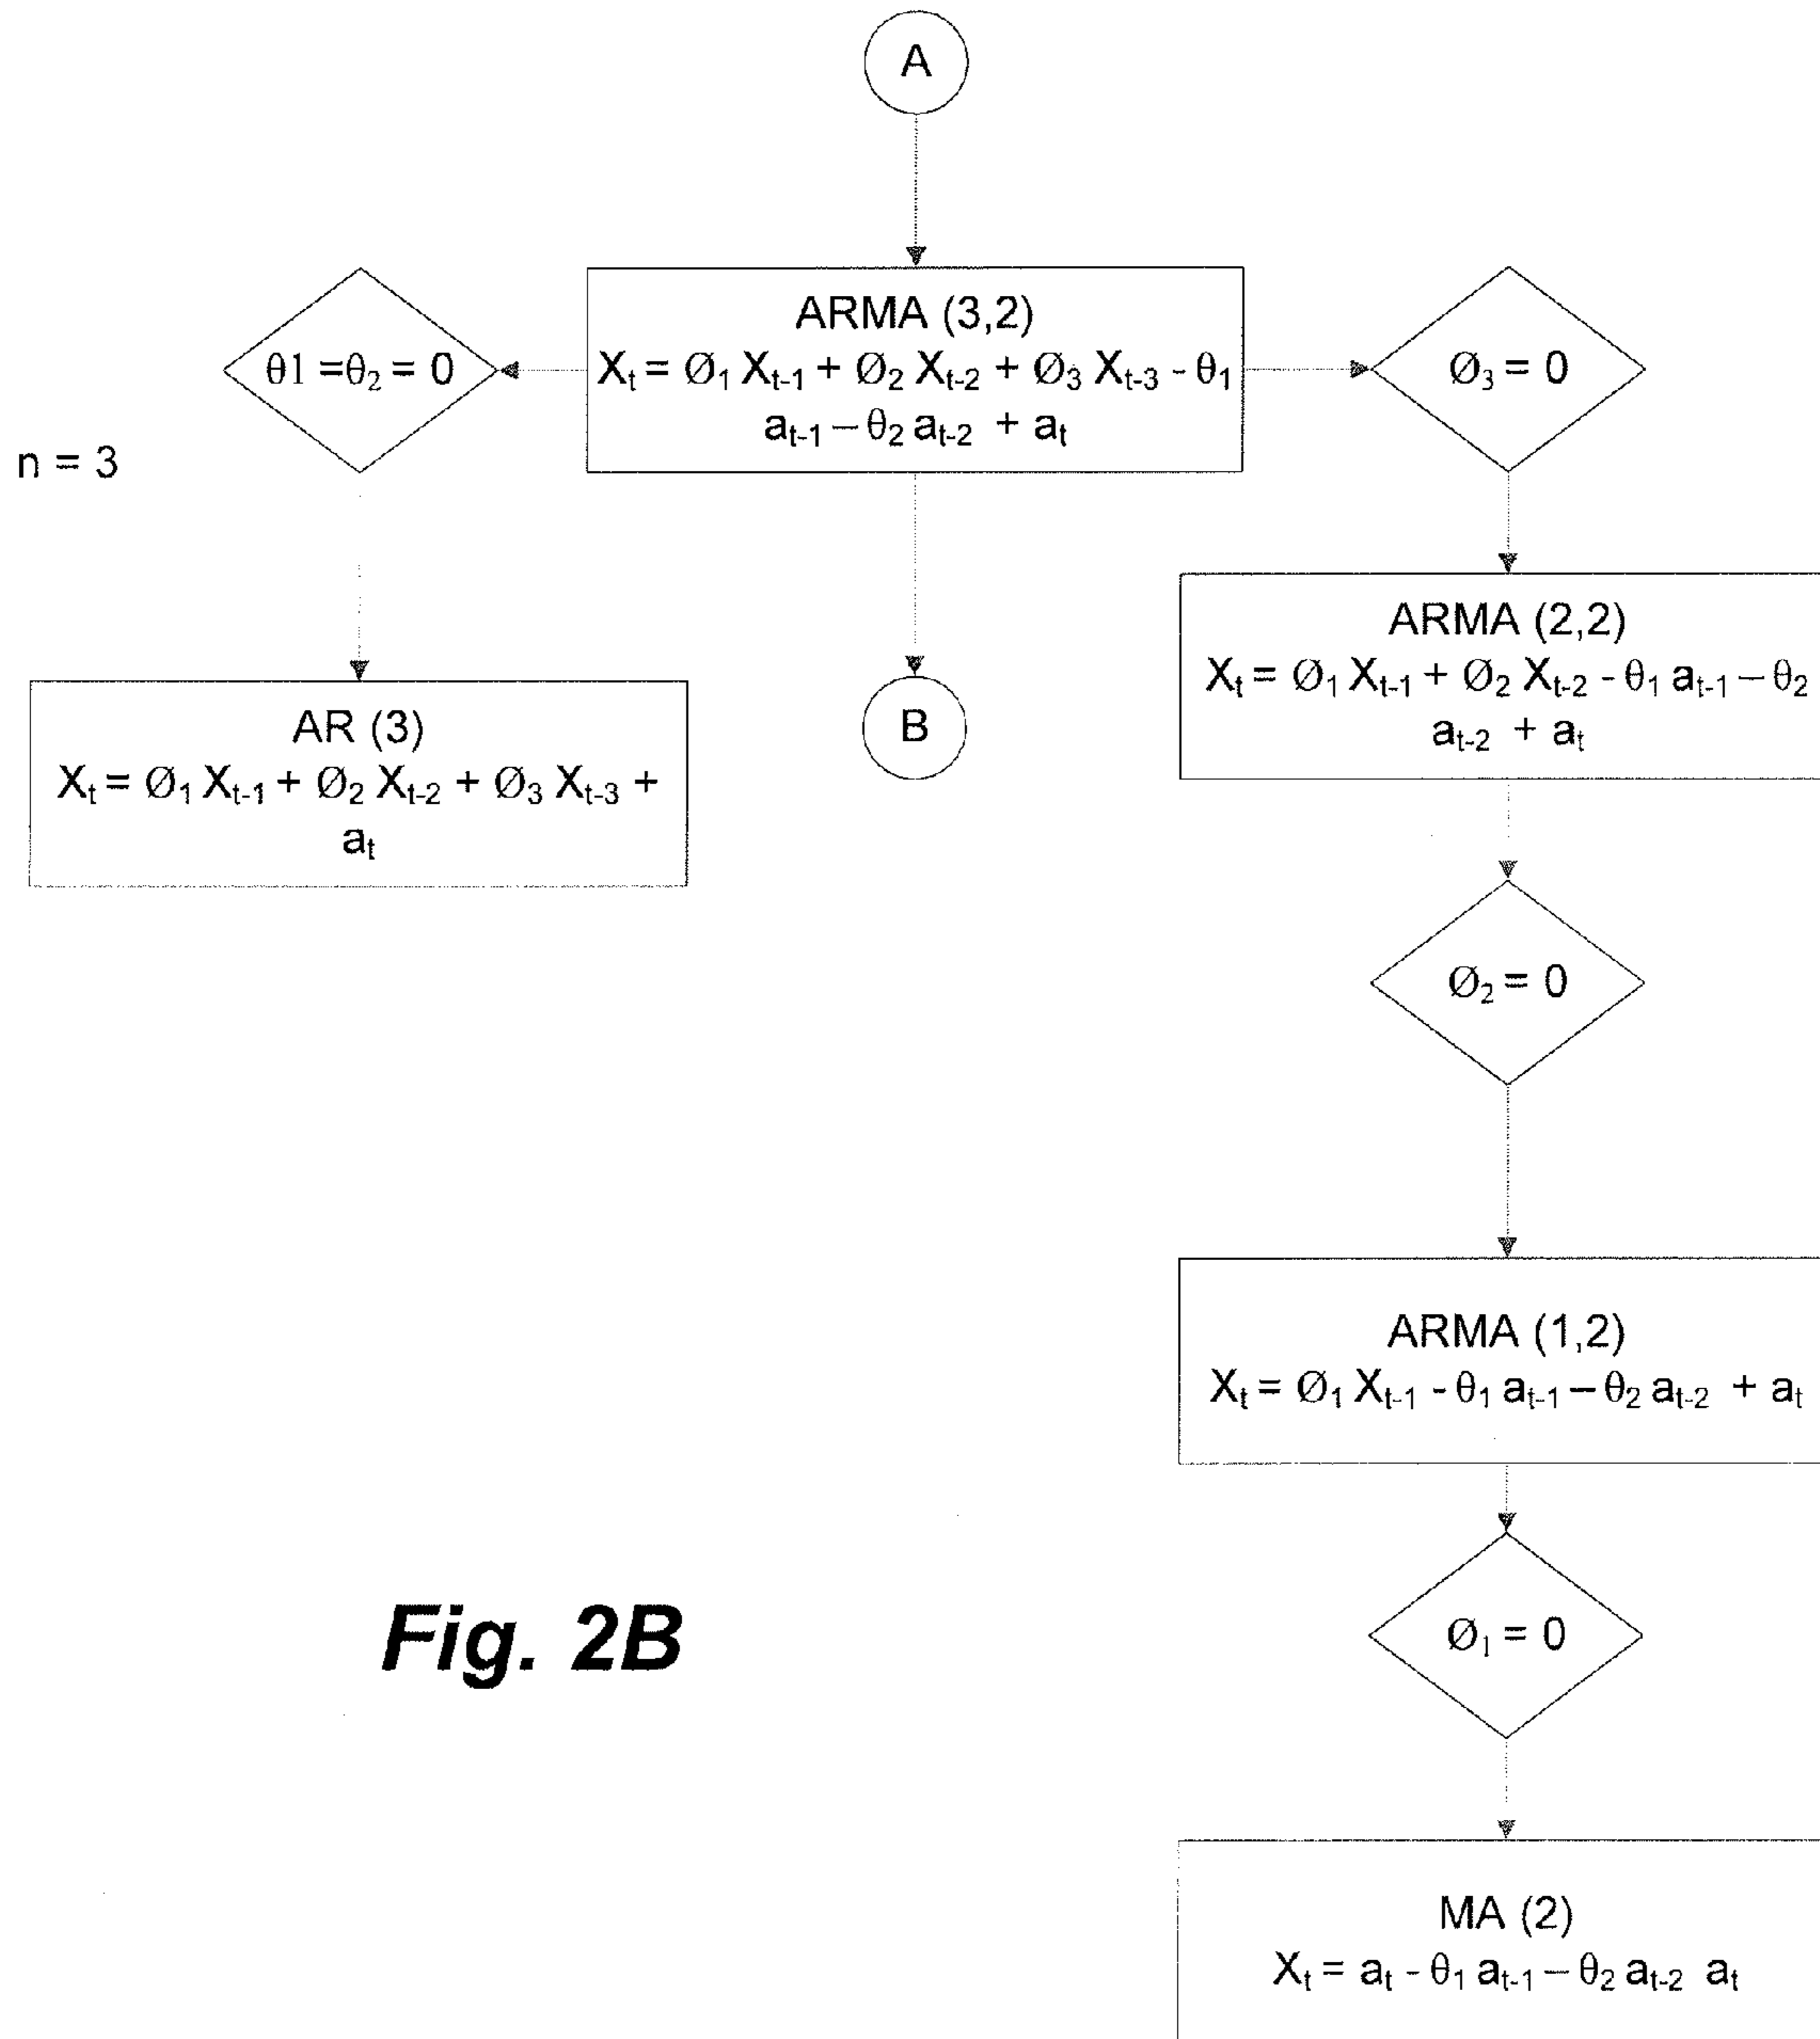 A
ARMA (3,2)
Xₜ = Ø₁ Xₜ₋₁ + Ø₂ Xₜ₋₂ + Ø₃ Xₜ₋₃ - θ₁
aₜ₋₁ – θ₂ aₜ₋₂ + aₜ
θ1 =θ₂ = 0
Ø₃ = 0
n = 3
ARMA (2,2)
Xₜ = Ø₁ Xₜ₋₁ + Ø₂ Xₜ₋₂ - θ₁ aₜ₋₁ – θ₂
aₜ₋₂ + aₜ
B
AR (3)
Xₜ = Ø₁ Xₜ₋₁ + Ø₂ Xₜ₋₂ + Ø₃ Xₜ₋₃ +
aₜ
Ø₂ = 0
ARMA (1,2)
Xₜ = Ø₁ Xₜ₋₁ - θ₁ aₜ₋₁ – θ₂ aₜ₋₂ + aₜ
Ø₁ = 0
Fig. 2B
MA (2)
Xₜ = aₜ - θ₁ aₜ₋₁ – θ₂ aₜ₋₂ aₜ